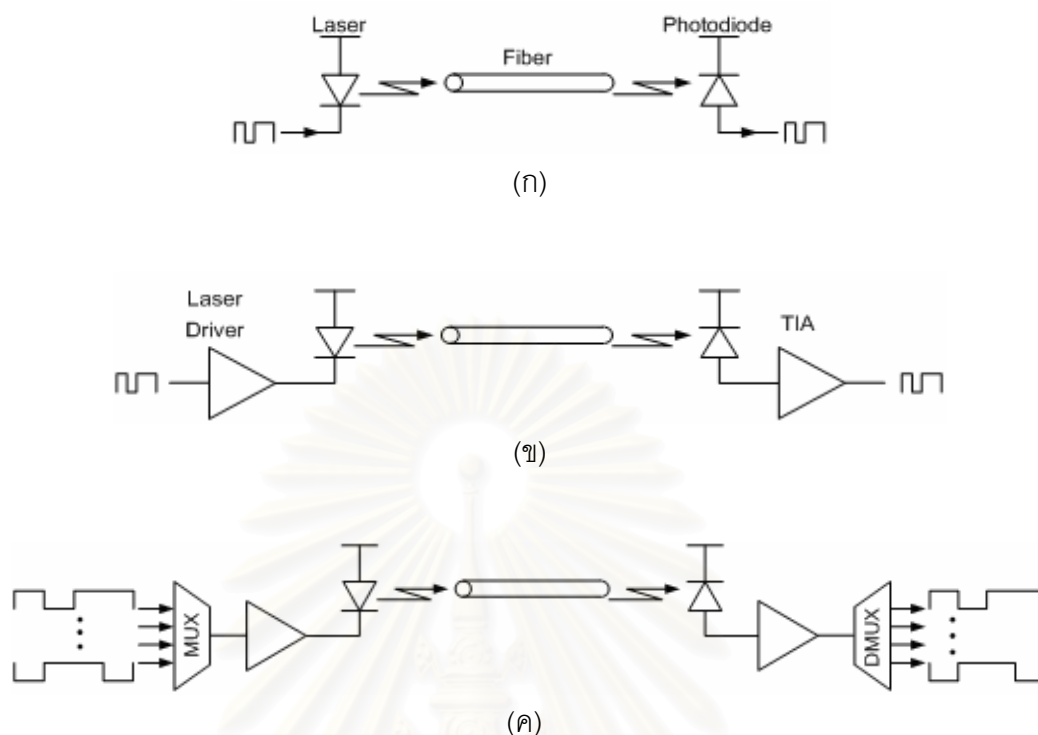 Laser
Photodiode
Fiber
(ก)
Laser
Driver
TIA
(ข)
MUX
DMUX
(ค)